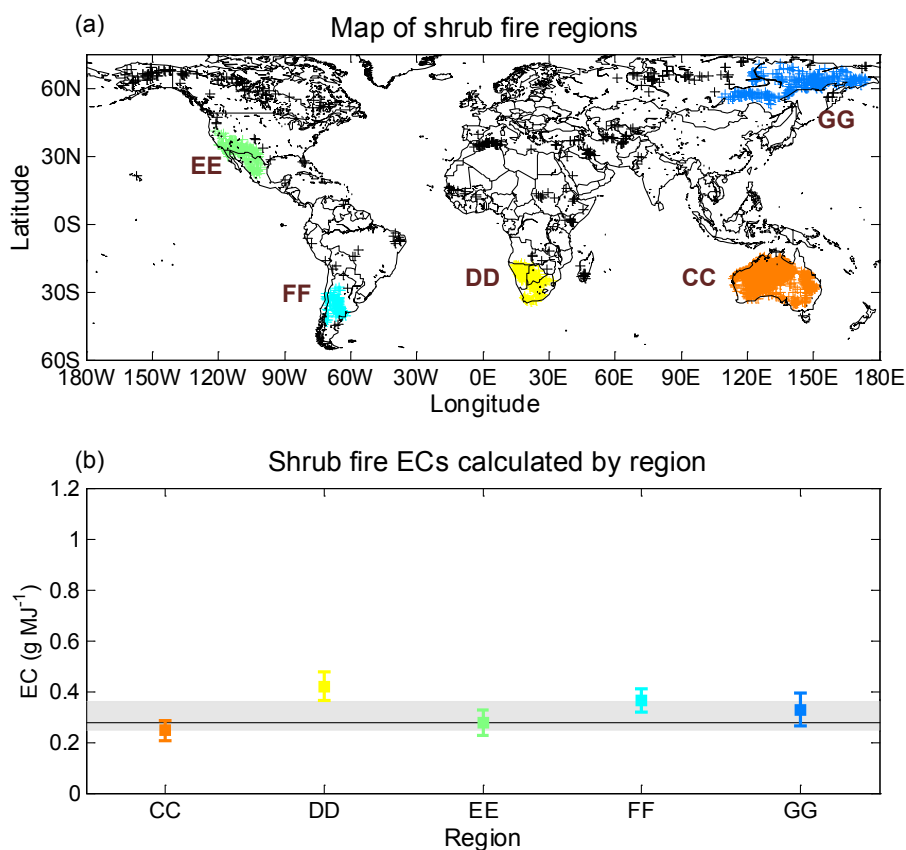 (a) Map of shrub fire regions
60N
30N
0S
30S
60S
Latitude
GG
EE
DD
CC
FF
180W 150W 120W 90W 60W 30W 0E 30E 60E 90E 120E 150E 180E
Longitude
(b) Shrub fire ECs calculated by region
1.2
1
0.8
0.6
0.4
0.2
0
EC (g MJ⁻¹)
CC DD EE FF GG
Region